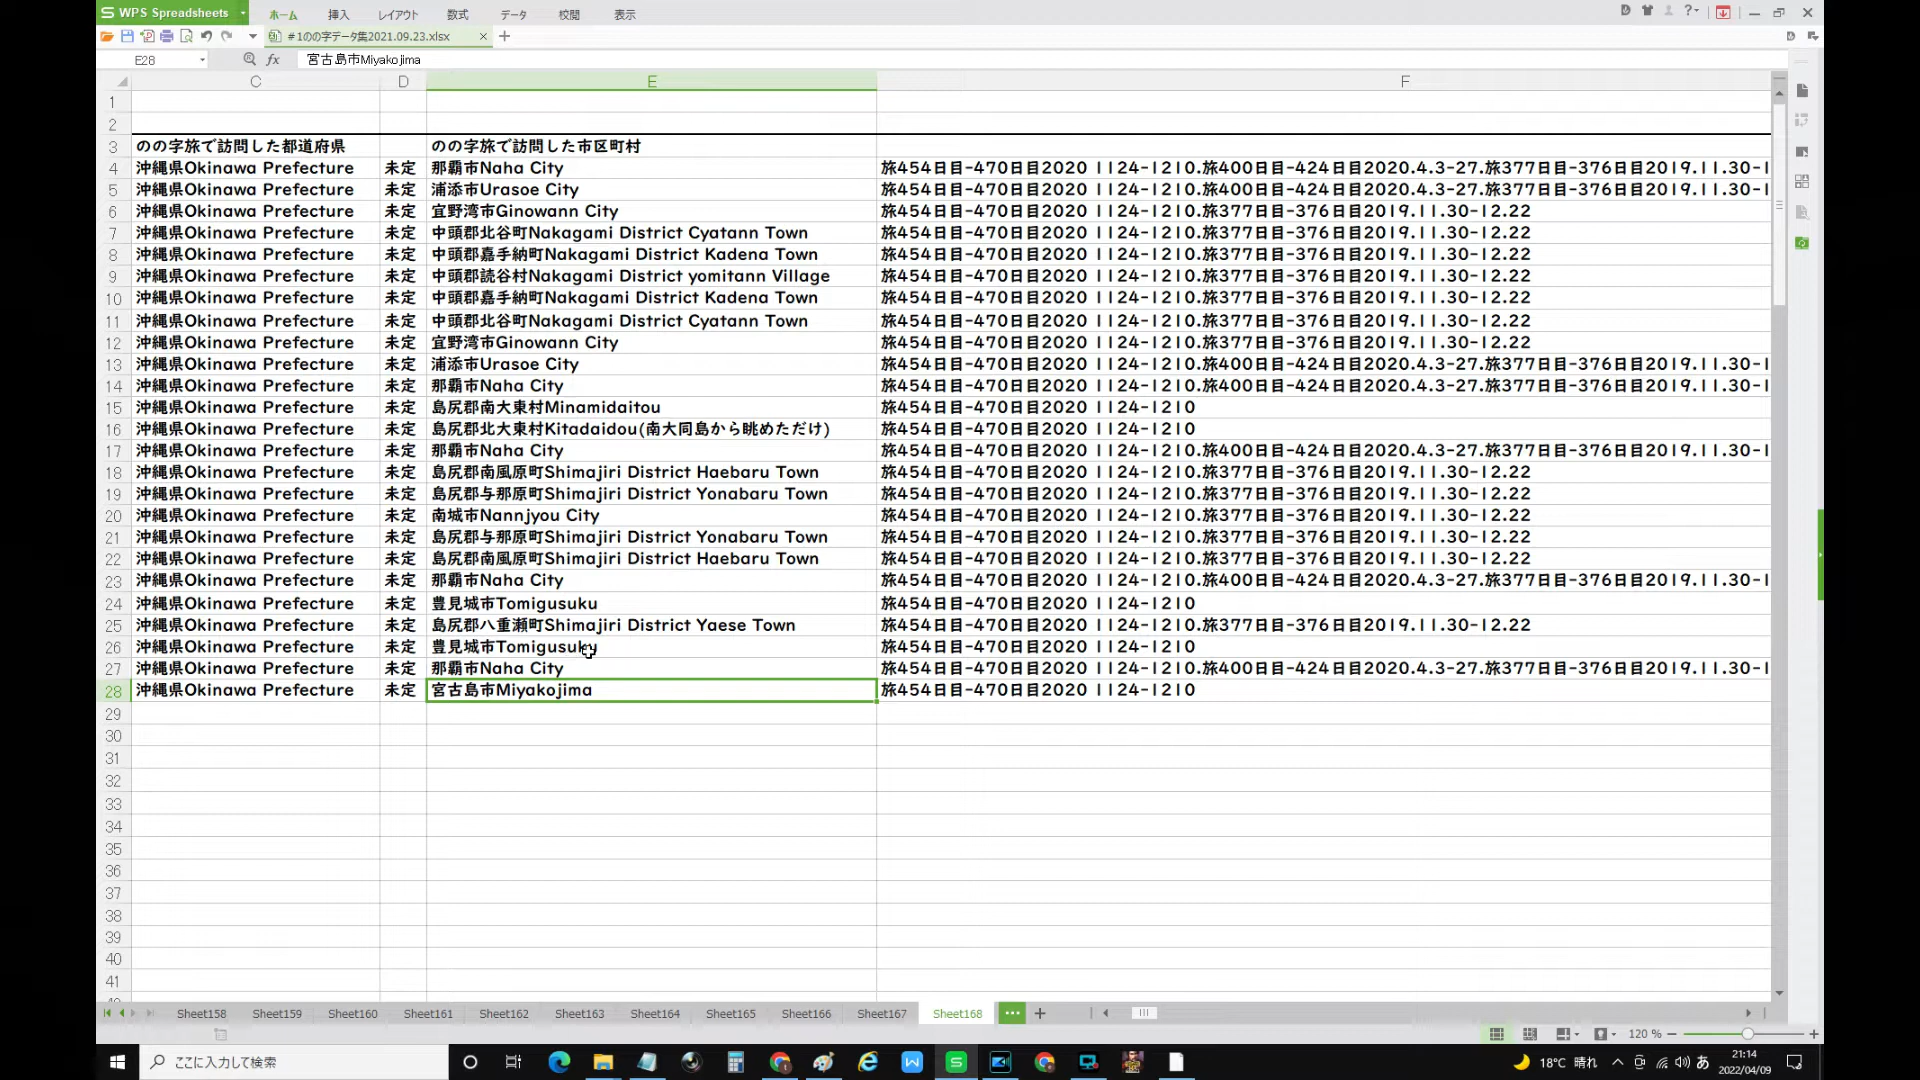 WPS Spreadsheets
ホーム 挿入 レイアウト 数式 データ 校閲 表示
#1のの字データ集2021.09.23.xlsx
E28 fx 宮古島市Miyakojima
C D E F
1
2
3 のの字旅で訪問した都道府県 のの字旅で訪問した市区町村
4 沖縄県Okinawa Prefecture 未定 那覇市Naha City 旅454日目-470日目2020 1124-1210.旅400日目-424日目2020.4.3-27.旅377日目-376日目2019.11.30-1
5 沖縄県Okinawa Prefecture 未定 浦添市Urasoe City 旅454日目-470日目2020 1124-1210.旅400日目-424日目2020.4.3-27.旅377日目-376日目2019.11.30-1
6 沖縄県Okinawa Prefecture 未定 宜野湾市Ginowann City 旅454日目-470日目2020 1124-1210.旅377日目-376日目2019.11.30-12.22
7 沖縄県Okinawa Prefecture 未定 中頭郡北谷町Nakagami District Cyatann Town 旅454日目-470日目2020 1124-1210.旅377日目-376日目2019.11.30-12.22
8 沖縄県Okinawa Prefecture 未定 中頭郡嘉手納町Nakagami District Kadena Town 旅454日目-470日目2020 1124-1210.旅377日目-376日目2019.11.30-12.22
9 沖縄県Okinawa Prefecture 未定 中頭郡読谷村Nakagami District yomitann Village 旅454日目-470日目2020 1124-1210.旅377日目-376日目2019.11.30-12.22
10 沖縄県Okinawa Prefecture 未定 中頭郡嘉手納町Nakagami District Kadena Town 旅454日目-470日目2020 1124-1210.旅377日目-376日目2019.11.30-12.22
11 沖縄県Okinawa Prefecture 未定 中頭郡北谷町Nakagami District Cyatann Town 旅454日目-470日目2020 1124-1210.旅377日目-376日目2019.11.30-12.22
12 沖縄県Okinawa Prefecture 未定 宜野湾市Ginowann City 旅454日目-470日目2020 1124-1210.旅377日目-376日目2019.11.30-12.22
13 沖縄県Okinawa Prefecture 未定 浦添市Urasoe City 旅454日目-470日目2020 1124-1210.旅400日目-424日目2020.4.3-27.旅377日目-376日目2019.11.30-1
14 沖縄県Okinawa Prefecture 未定 那覇市Naha City 旅454日目-470日目2020 1124-1210.旅400日目-424日目2020.4.3-27.旅377日目-376日目2019.11.30-1
15 沖縄県Okinawa Prefecture 未定 島尻郡南大東村Minamidaitou 旅454日目-470日目2020 1124-1210
16 沖縄県Okinawa Prefecture 未定 島尻郡北大東村Kitadaidou(南大同島から眺めただけ) 旅454日目-470日目2020 1124-1210
17 沖縄県Okinawa Prefecture 未定 那覇市Naha City 旅454日目-470日目2020 1124-1210.旅400日目-424日目2020.4.3-27.旅377日目-376日目2019.11.30-1
18 沖縄県Okinawa Prefecture 未定 島尻郡南風原町Shimajiri District Haebaru Town 旅454日目-470日目2020 1124-1210.旅377日目-376日目2019.11.30-12.22
19 沖縄県Okinawa Prefecture 未定 島尻郡与那原町Shimajiri District Yonabaru Town 旅454日目-470日目2020 1124-1210.旅377日目-376日目2019.11.30-12.22
20 沖縄県Okinawa Prefecture 未定 南城市Nannjyou City 旅454日目-470日目2020 1124-1210.旅377日目-376日目2019.11.30-12.22
21 沖縄県Okinawa Prefecture 未定 島尻郡与那原町Shimajiri District Yonabaru Town 旅454日目-470日目2020 1124-1210.旅377日目-376日目2019.11.30-12.22
22 沖縄県Okinawa Prefecture 未定 島尻郡南風原町Shimajiri District Haebaru Town 旅454日目-470日目2020 1124-1210.旅377日目-376日目2019.11.30-12.22
23 沖縄県Okinawa Prefecture 未定 那覇市Naha City 旅454日目-470日目2020 1124-1210.旅400日目-424日目2020.4.3-27.旅377日目-376日目2019.11.30-1
24 沖縄県Okinawa Prefecture 未定 豊見城市Tomigusuku 旅454日目-470日目2020 1124-1210
25 沖縄県Okinawa Prefecture 未定 島尻郡八重瀬町Shimajiri District Yaese Town 旅454日目-470日目2020 1124-1210.旅377日目-376日目2019.11.30-12.22
26 沖縄県Okinawa Prefecture 未定 豊見城市Tomigusuku 旅454日目-470日目2020 1124-1210
27 沖縄県Okinawa Prefecture 未定 那覇市Naha City 旅454日目-470日目2020 1124-1210.旅400日目-424日目2020.4.3-27.旅377日目-376日目2019.11.30-1
28 沖縄県Okinawa Prefecture 未定 宮古島市Miyakojima 旅454日目-470日目2020 1124-1210
29
30
31
32
33
34
35
36
37
38
39
40
41
Sheet158 Sheet159 Sheet160 Sheet161 Sheet162 Sheet163 Sheet164 Sheet165 Sheet166 Sheet167 Sheet168
120 %
ここに入力して検索
18°C 晴れ あ 21:14
2022/04/09